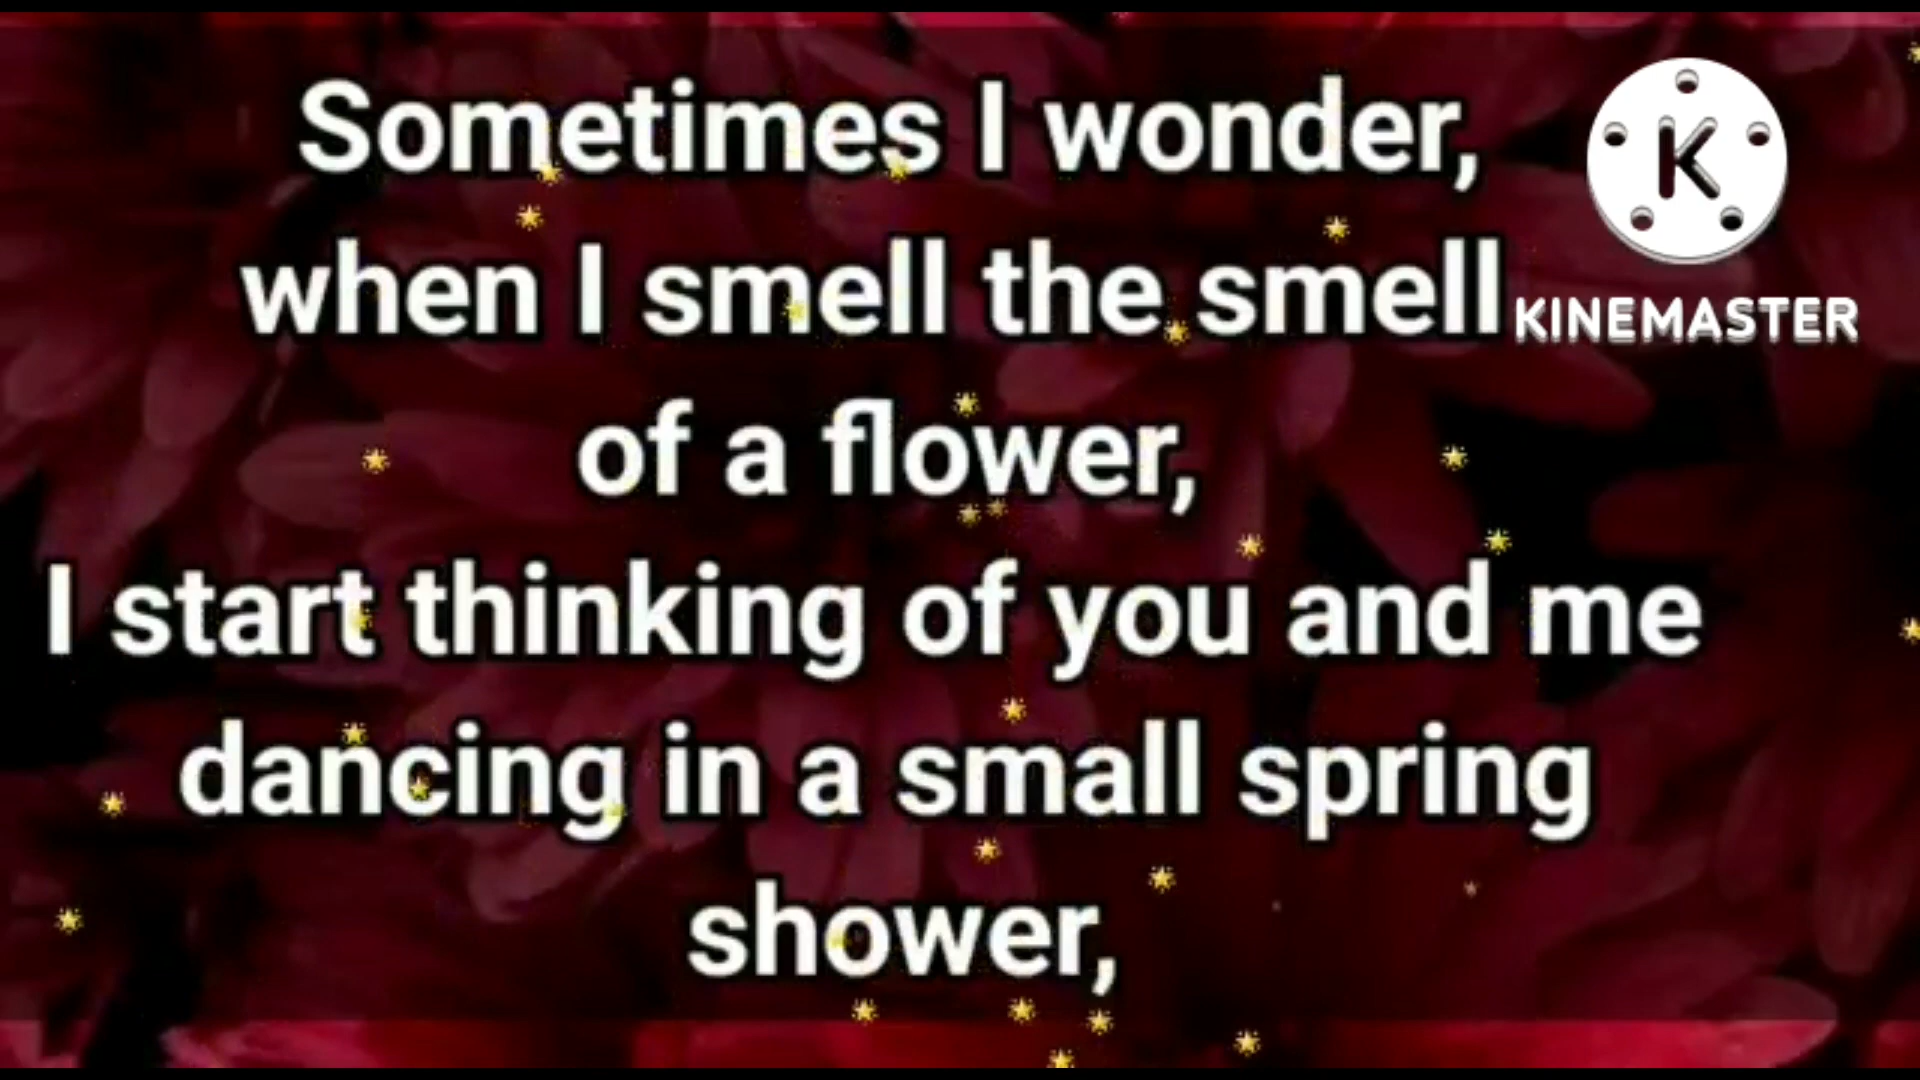 Sometimes I wonder,
when I smell the smell
of a flower,
I start thinking of you and me
dancing in a small spring
shower,
K
KINEMASTER